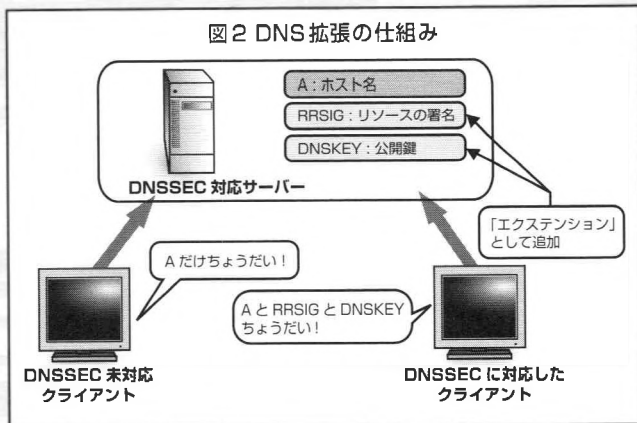 図2 DNS拡張の仕組み
A:ホスト名
RRSIG:リソースの署名
DNSKEY:公開鍵
DNSSEC 対応サーバー
「エクステンション」
として追加
A だけちょうだい!
A と RRSIG と DNSKEY
ちょうだい!
DNSSEC 未対応
クライアント
DNSSEC に対応した
クライアント